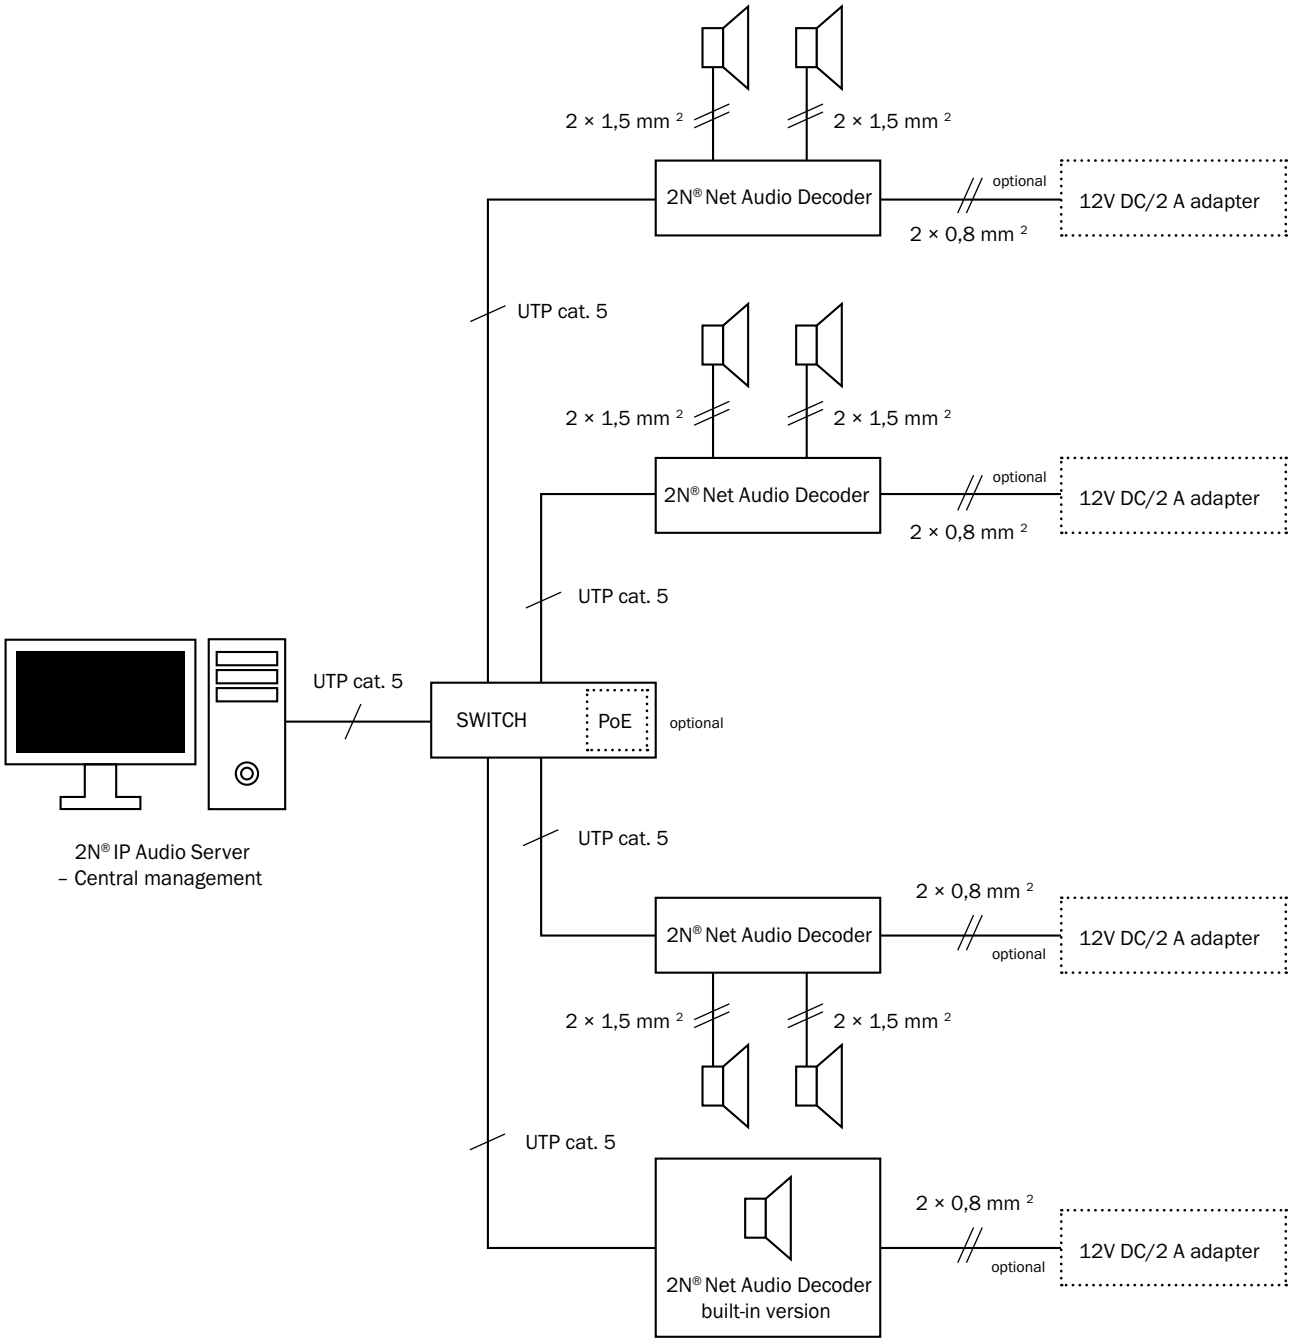 2 × 1,5 mm ²
2 × 1,5 mm ²
2N® Net Audio Decoder
optional
12V DC/2 A adapter
2 × 0,8 mm ²
UTP cat. 5
2 × 1,5 mm ²
2 × 1,5 mm ²
2N® Net Audio Decoder
optional
12V DC/2 A adapter
2 × 0,8 mm ²
UTP cat. 5
UTP cat. 5
SWITCH
PoE
optional
2N® IP Audio Server
– Central management
UTP cat. 5
2 × 0,8 mm ²
2N® Net Audio Decoder
12V DC/2 A adapter
optional
2 × 1,5 mm ²
2 × 1,5 mm ²
UTP cat. 5
2 × 0,8 mm ²
12V DC/2 A adapter
optional
2N® Net Audio Decoder
built-in version